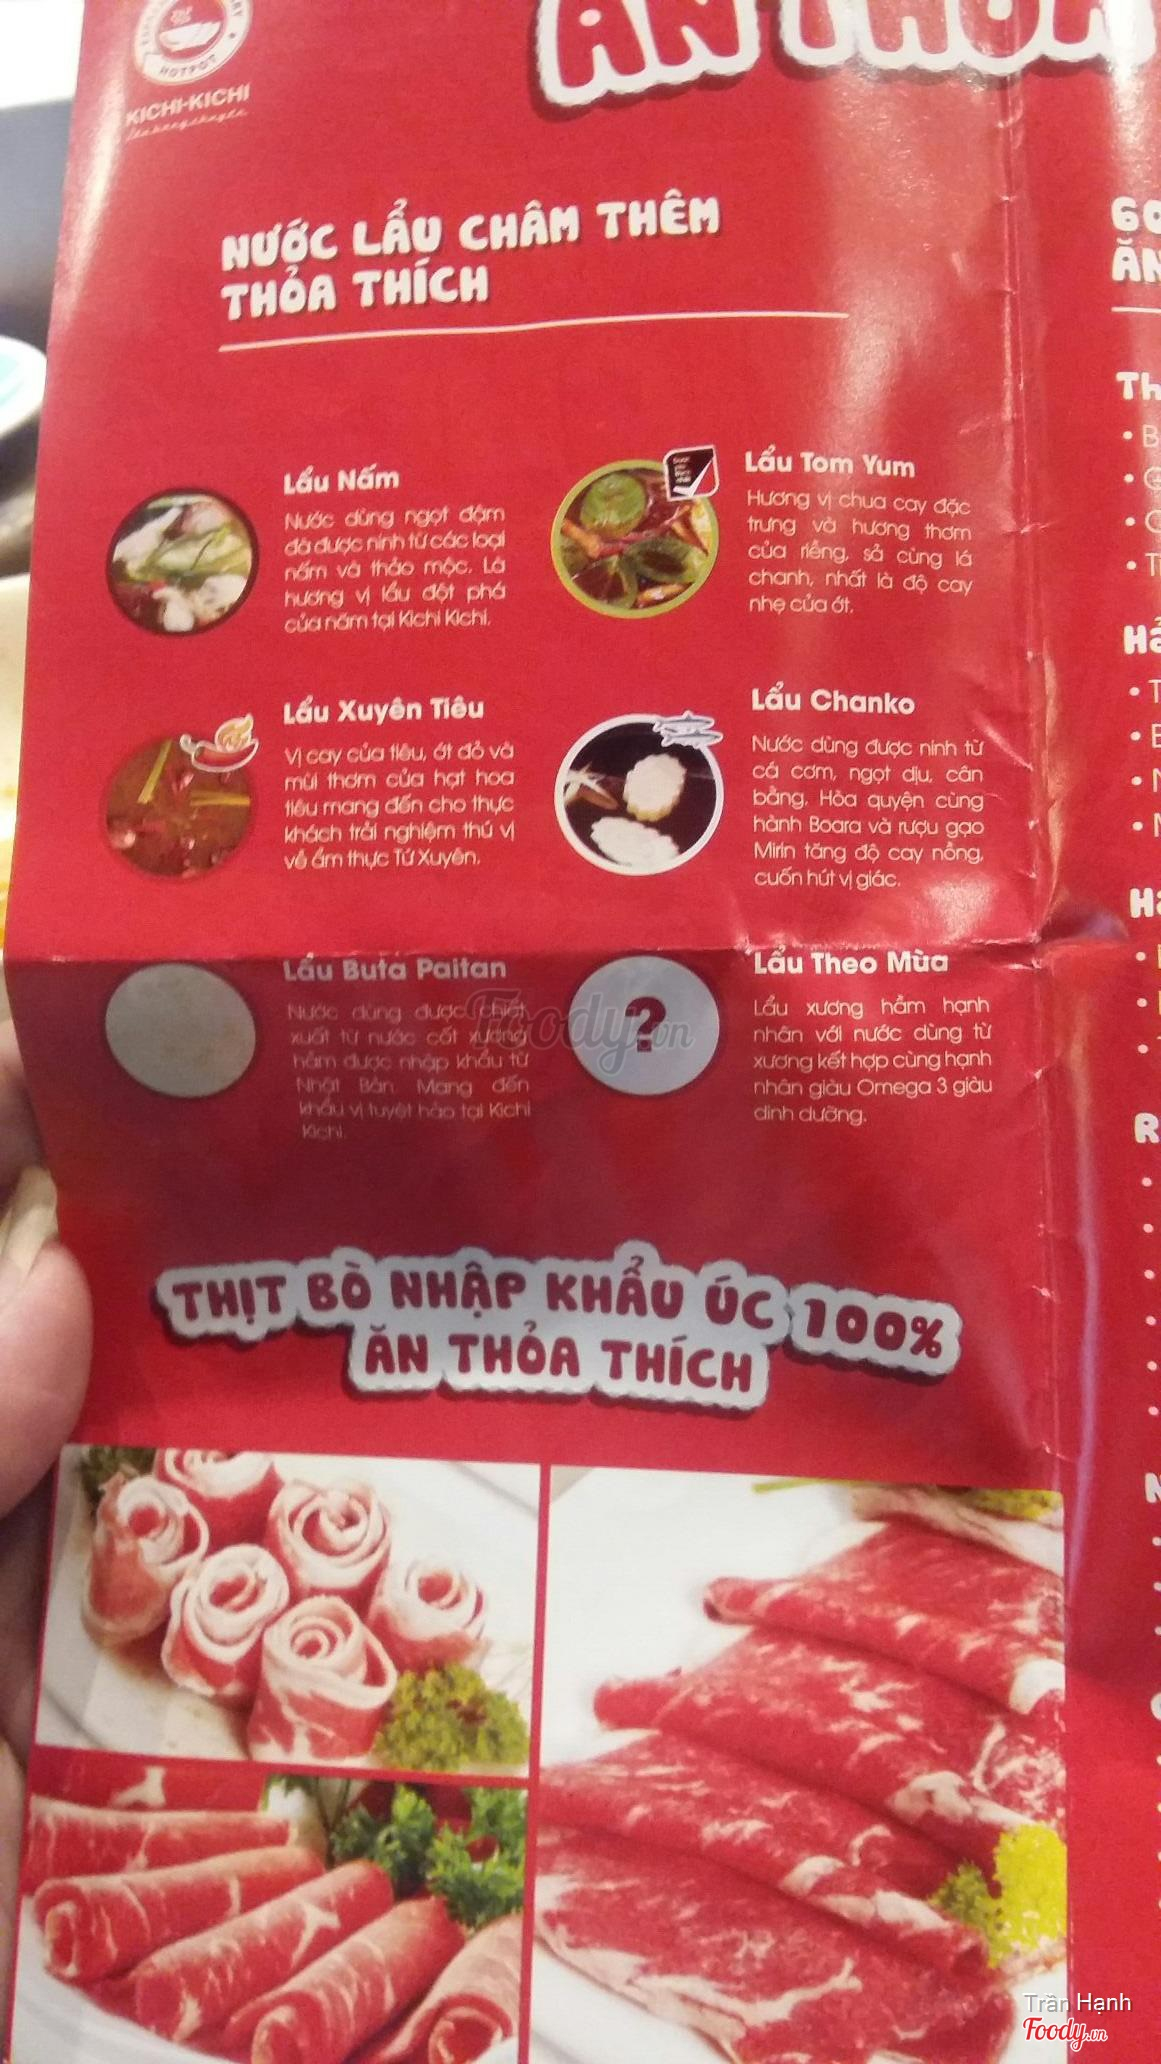 HOTPOT
KICHI-KICHI
NƯỚC LẨU CHÂM THÊM
THỎA THÍCH
Lẩu Nấm
Nước dùng ngọt đậm
đà được ninh từ các loại
nấm và thảo mộc. Là
hương vị lẩu đột phá
của năm tại Kichi Kichi.
Lẩu Tom Yum
Hương vị chua cay đặc
trưng và hương thơm
của riềng, sả cùng lá
chanh, nhất là độ cay
nhẹ của ớt.
Lẩu Xuyên Tiêu
Vị cay của tiêu, ớt đỏ và
mùi thơm của hạt hoa
tiêu mang đến cho thực
khách trải nghiệm thú vị
về ẩm thực Tứ Xuyên.
Lẩu Chanko
Nước dùng được ninh từ
cá cơm, ngọt dịu, cân
bằng. Hòa quyện cùng
hành Boara và rượu gạo
Mirin tăng độ cay nồng,
cuốn hút vị giác.
Lẩu Buta Paitan
Nước dùng được chiết
xuất từ nước cốt xương
hầm được nhập khẩu từ
Nhật Bản. Mang đến
khẩu vị tuyệt hảo tại Kichi
Kichi.
?
Lẩu Theo Mùa
Lẩu xương hầm hạnh
nhân với nước dùng từ
xương kết hợp cùng hạnh
nhân giàu Omega 3 giàu
dinh dưỡng.
Foody.vn
THỊT BÒ NHẬP KHẨU ÚC 100%
ĂN THỎA THÍCH
Trần Hạnh
Foody.vn